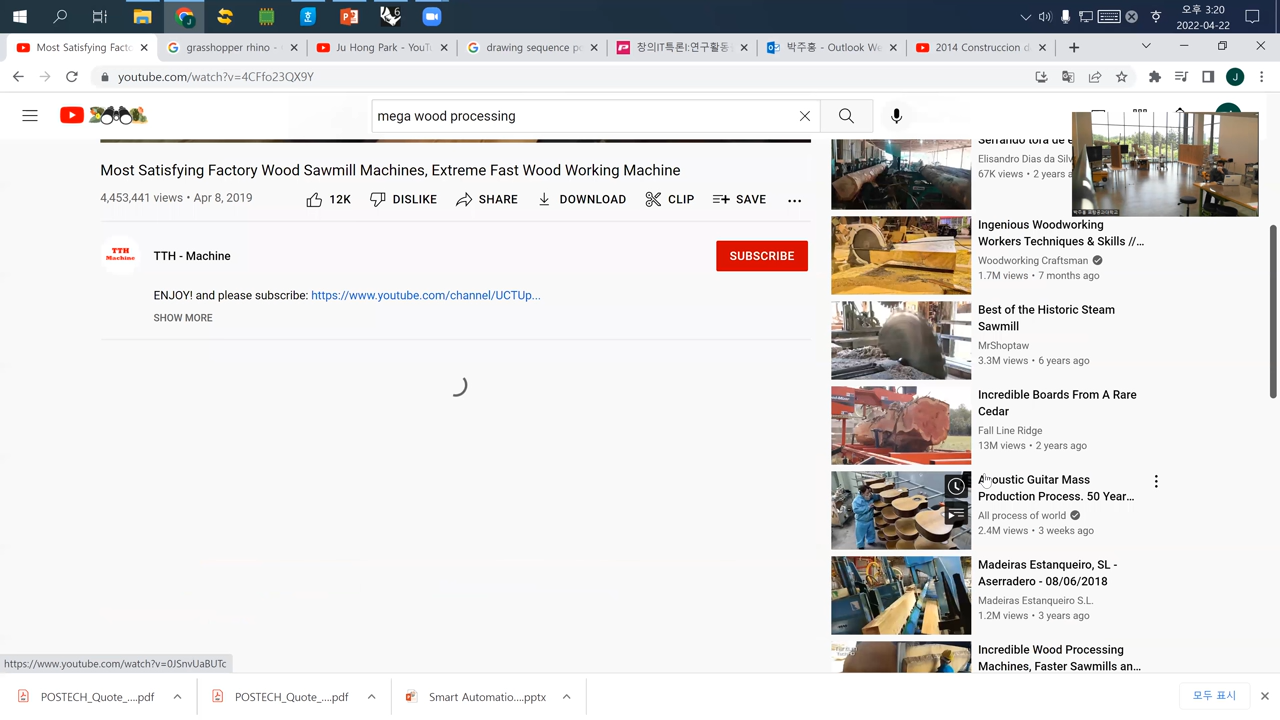 오후 3:20
2022-04-22
Most Satisfying Facto
grasshopper rhino - 
Ju Hong Park - YouT
drawing sequence po
창의IT특론I:연구활동
박주홍 - Outlook We
2014 Construccion d
youtube.com/watch?v=4CFfo23QX9Y
J
mega wood processing
Most Satisfying Factory Wood Sawmill Machines, Extreme Fast Wood Working Machine
4,453,441 views • Apr 8, 2019
12K
DISLIKE
SHARE
DOWNLOAD
CLIP
SAVE
TTH
Machine
TTH - Machine
SUBSCRIBE
ENJOY! and please subscribe: https://www.youtube.com/channel/UCTUp...
SHOW MORE
Serrando tora de e
Elisandro Dias da Silv
67K views • 2 years a
Ingenious Woodworking
Workers Techniques & Skills //...
Woodworking Craftsman
1.7M views • 7 months ago
Best of the Historic Steam
Sawmill
MrShoptaw
3.3M views • 6 years ago
Incredible Boards From A Rare
Cedar
Fall Line Ridge
13M views • 2 years ago
Acoustic Guitar Mass
Production Process. 50 Year...
All process of world
2.4M views • 3 weeks ago
Madeiras Estanqueiro, SL -
Aserradero - 08/06/2018
Madeiras Estanqueiro S.L.
1.2M views • 3 years ago
Incredible Wood Processing
Machines, Faster Sawmills an...
https://www.youtube.com/watch?v=0JSnvUaBUTc
POSTECH_Quote_....pdf
POSTECH_Quote_....pdf
Smart Automatio....pptx
모두 표시